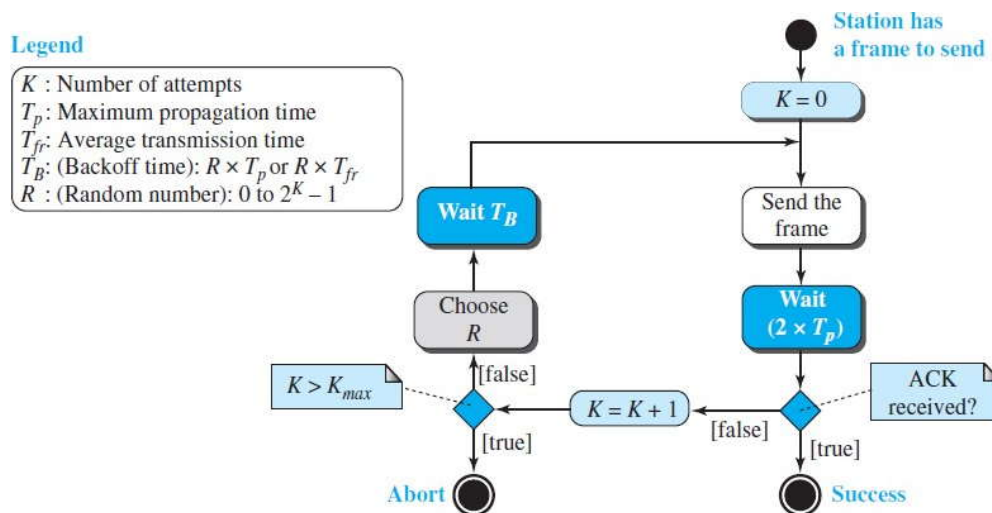 Legend
K : Number of attempts
Tp: Maximum propagation time
Tfr: Average transmission time
TB: (Backoff time): R × Tp or R × Tfr
R : (Random number): 0 to 2^K – 1
Station has
a frame to send
K = 0
Send the
frame
Wait
(2 × Tp)
ACK
received?
[false]
[true]
Success
K = K + 1
K > Kmax
[false]
[true]
Abort
Choose
R
Wait TB